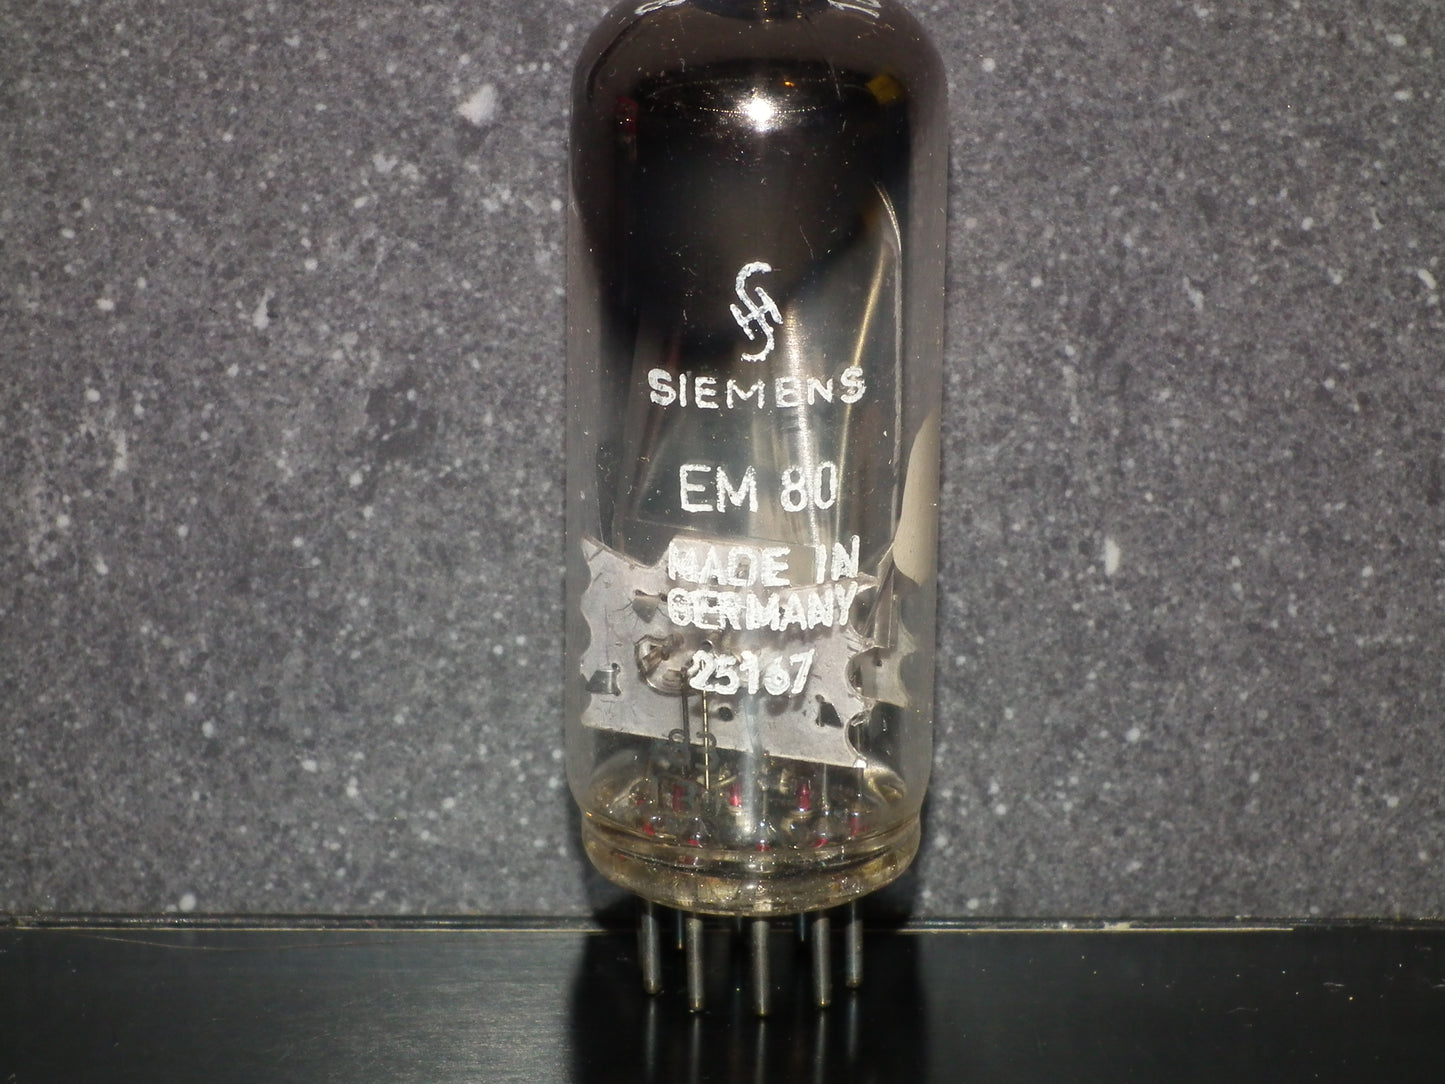 SIEMENS
EM 80
MADE IN
GERMANY
25167